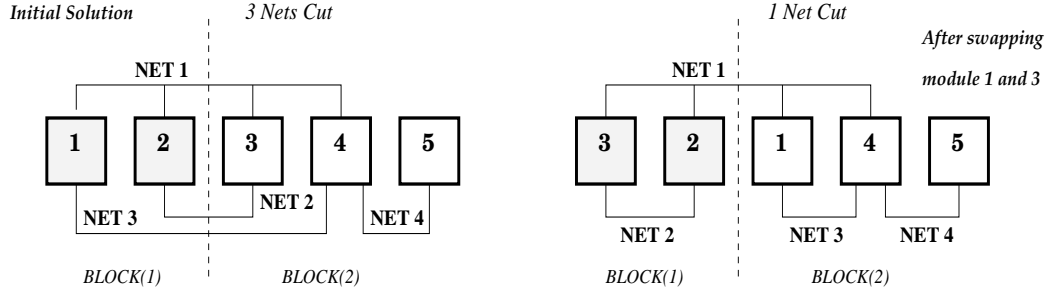 Initial Solution
3 Nets Cut
NET 1
1
2
3
4
5
NET 3
NET 2
NET 4
BLOCK(1)
BLOCK(2)
1 Net Cut
After swapping
module 1 and 3
NET 1
3
2
1
4
5
NET 2
NET 3
NET 4
BLOCK(1)
BLOCK(2)